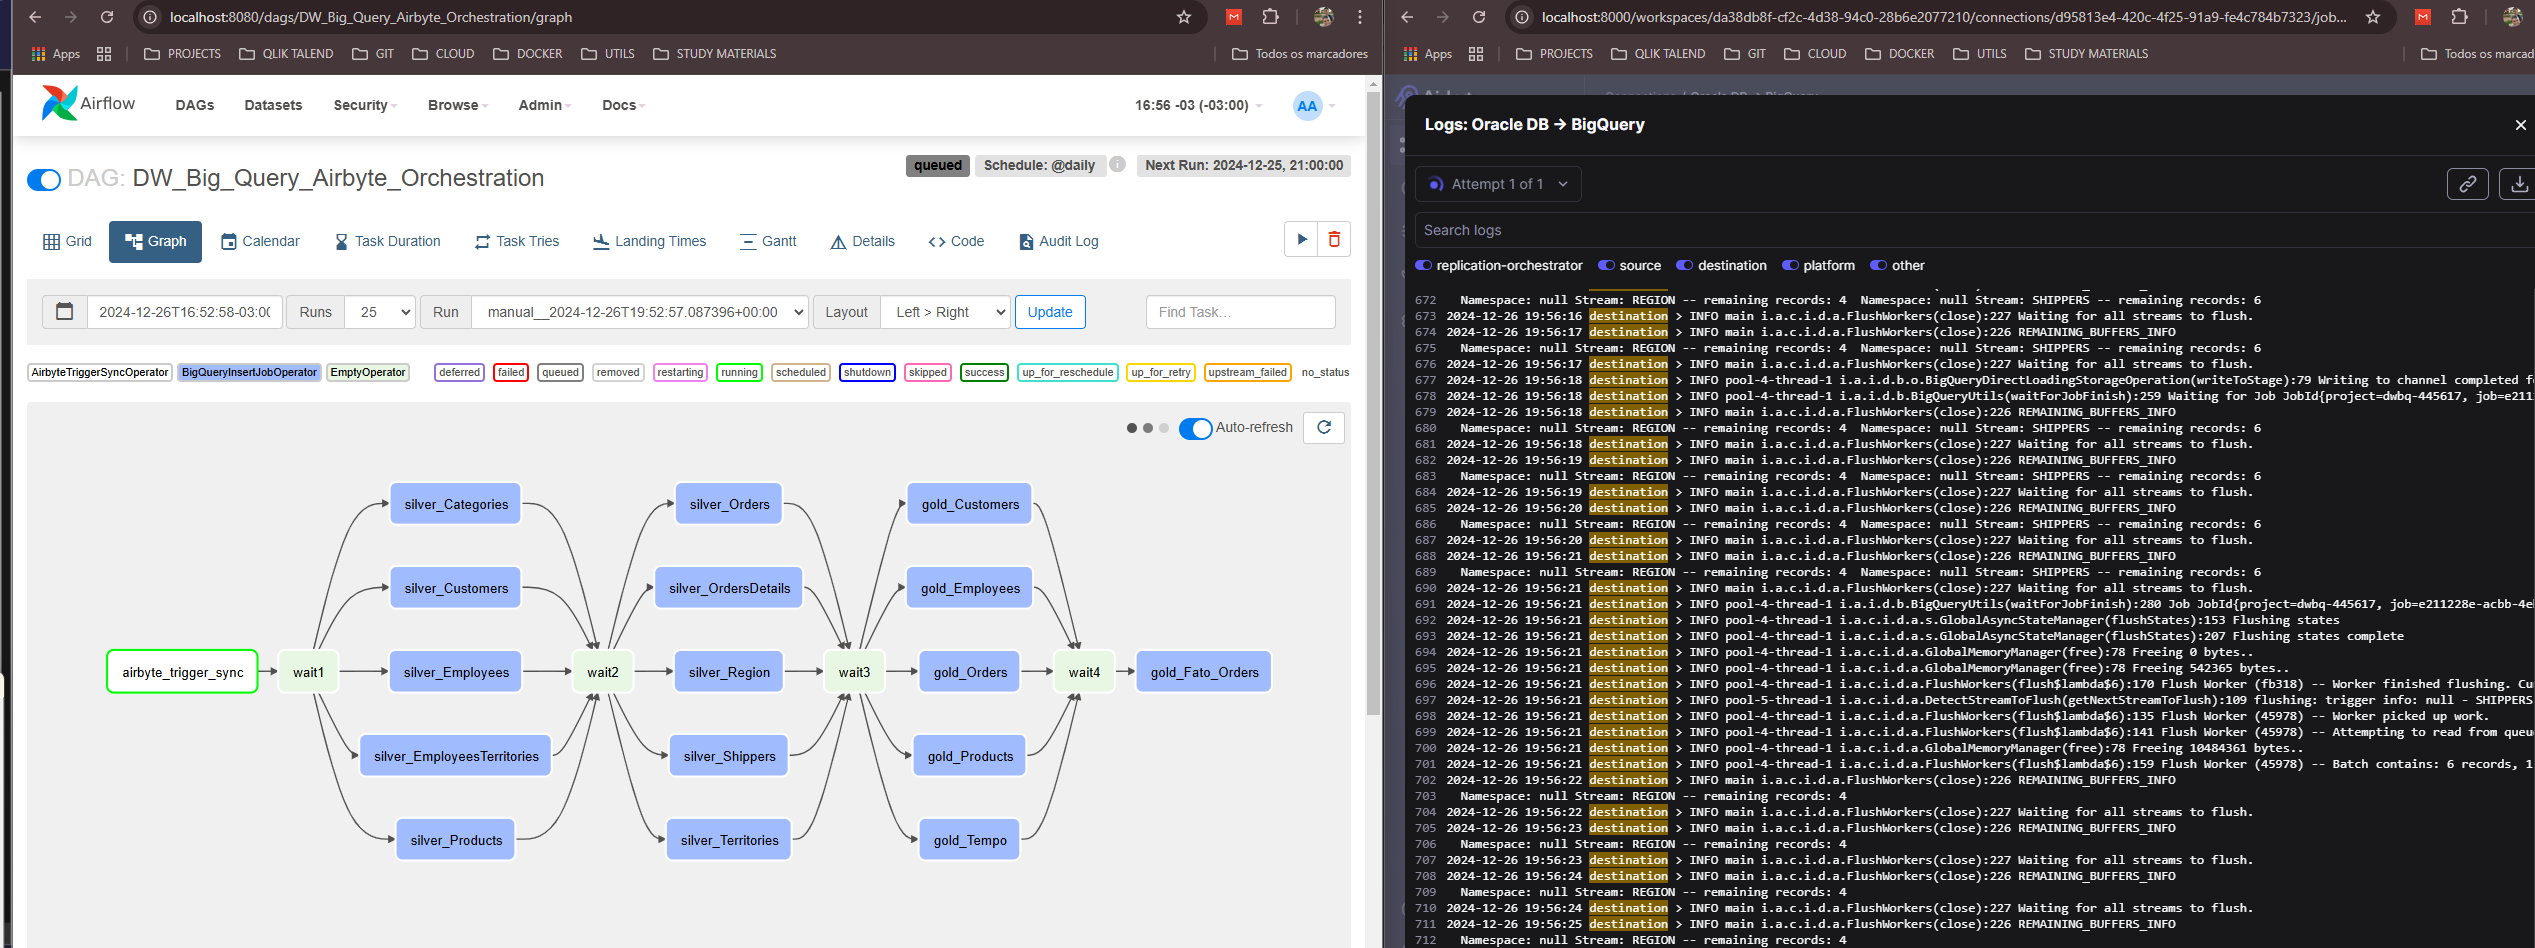 localhost:8080/dags/DW_Big_Query_Airbyte_Orchestration/graph
Apps PROJECTS QLIK TALEND GIT CLOUD DOCKER UTILS STUDY MATERIALS Todos os marcadores
Airflow DAGs Datasets Security Browse Admin Docs 16:56 -03 (-03:00) AA
DAG: DW_Big_Query_Airbyte_Orchestration queued Schedule: @daily Next Run: 2024-12-25, 21:00:00
Grid Graph Calendar Task Duration Task Tries Landing Times Gantt Details Code Audit Log
2024-12-26T16:52:58-03:00 Runs 25 Run manual__2024-12-26T19:52:57.087396+00:00 Layout Left > Right Update Find Task...
AirbyteTriggerSyncOperator BigQueryInsertJobOperator EmptyOperator deferred failed queued removed restarting running scheduled shutdown skipped success up_for_reschedule up_for_retry upstream_failed no_status
Auto-refresh
silver_Categories silver_Orders gold_Customers
silver_Customers silver_OrdersDetails gold_Employees
airbyte_trigger_sync wait1 silver_Employees wait2 silver_Region wait3 gold_Orders wait4 gold_Fato_Orders
silver_EmployeesTerritories silver_Shippers gold_Products
silver_Products silver_Territories gold_Tempo
localhost:8000/workspaces/da38db8f-cf2c-4d38-94c0-28b6e2077210/connections/d95813e4-420c-4f25-91a9-fe4c784b7323/job...
Apps PROJECTS QLIK TALEND GIT CLOUD DOCKER UTILS STUDY MATERIALS Todos os marcad
Logs: Oracle DB → BigQuery
Attempt 1 of 1
Search logs
replication-orchestrator source destination platform other
672 Namespace: null Stream: REGION -- remaining records: 4 Namespace: null Stream: SHIPPERS -- remaining records: 6
673 2024-12-26 19:56:16 destination > INFO main i.a.c.i.d.a.FlushWorkers(close):227 Waiting for all streams to flush.
674 2024-12-26 19:56:17 destination > INFO main i.a.c.i.d.a.FlushWorkers(close):226 REMAINING_BUFFERS_INFO
675 Namespace: null Stream: REGION -- remaining records: 4 Namespace: null Stream: SHIPPERS -- remaining records: 6
676 2024-12-26 19:56:17 destination > INFO main i.a.c.i.d.a.FlushWorkers(close):227 Waiting for all streams to flush.
677 2024-12-26 19:56:18 destination > INFO pool-4-thread-1 i.a.i.d.b.o.BigQueryDirectLoadingStorageOperation(writeToStage):79 Writing to channel completed f
678 2024-12-26 19:56:18 destination > INFO pool-4-thread-1 i.a.i.d.b.BigQueryUtils(waitForJobFinish):259 Waiting for Job JobId{project=dwbq-445617, job=e211
679 2024-12-26 19:56:18 destination > INFO main i.a.c.i.d.a.FlushWorkers(close):226 REMAINING_BUFFERS_INFO
680 Namespace: null Stream: REGION -- remaining records: 4 Namespace: null Stream: SHIPPERS -- remaining records: 6
681 2024-12-26 19:56:18 destination > INFO main i.a.c.i.d.a.FlushWorkers(close):227 Waiting for all streams to flush.
682 2024-12-26 19:56:19 destination > INFO main i.a.c.i.d.a.FlushWorkers(close):226 REMAINING_BUFFERS_INFO
683 Namespace: null Stream: REGION -- remaining records: 4 Namespace: null Stream: SHIPPERS -- remaining records: 6
684 2024-12-26 19:56:19 destination > INFO main i.a.c.i.d.a.FlushWorkers(close):227 Waiting for all streams to flush.
685 2024-12-26 19:56:20 destination > INFO main i.a.c.i.d.a.FlushWorkers(close):226 REMAINING_BUFFERS_INFO
686 Namespace: null Stream: REGION -- remaining records: 4 Namespace: null Stream: SHIPPERS -- remaining records: 6
687 2024-12-26 19:56:20 destination > INFO main i.a.c.i.d.a.FlushWorkers(close):227 Waiting for all streams to flush.
688 2024-12-26 19:56:21 destination > INFO main i.a.c.i.d.a.FlushWorkers(close):226 REMAINING_BUFFERS_INFO
689 Namespace: null Stream: REGION -- remaining records: 4 Namespace: null Stream: SHIPPERS -- remaining records: 6
690 2024-12-26 19:56:21 destination > INFO main i.a.c.i.d.a.FlushWorkers(close):227 Waiting for all streams to flush.
691 2024-12-26 19:56:21 destination > INFO pool-4-thread-1 i.a.i.d.b.BigQueryUtils(waitForJobFinish):280 Job JobId{project=dwbq-445617, job=e211228e-acbb-4e
692 2024-12-26 19:56:21 destination > INFO pool-4-thread-1 i.a.c.i.d.a.s.GlobalAsyncStateManager(flushStates):153 Flushing states
693 2024-12-26 19:56:21 destination > INFO pool-4-thread-1 i.a.c.i.d.a.s.GlobalAsyncStateManager(flushStates):207 Flushing states complete
694 2024-12-26 19:56:21 destination > INFO pool-4-thread-1 i.a.c.i.d.a.GlobalMemoryManager(free):78 Freeing 0 bytes..
695 2024-12-26 19:56:21 destination > INFO pool-4-thread-1 i.a.c.i.d.a.GlobalMemoryManager(free):78 Freeing 542365 bytes..
696 2024-12-26 19:56:21 destination > INFO pool-4-thread-1 i.a.c.i.d.a.FlushWorkers(flush$lambda$6):170 Flush Worker (fb318) -- Worker finished flushing. Cu
697 2024-12-26 19:56:21 destination > INFO pool-5-thread-1 i.a.c.i.d.a.DetectStreamToFlush(getNextStreamToFlush):109 flushing: trigger info: null - SHIPPERS
698 2024-12-26 19:56:21 destination > INFO pool-4-thread-1 i.a.c.i.d.a.FlushWorkers(flush$lambda$6):135 Flush Worker (45978) -- Worker picked up work.
699 2024-12-26 19:56:21 destination > INFO pool-4-thread-1 i.a.c.i.d.a.FlushWorkers(flush$lambda$6):141 Flush Worker (45978) -- Attempting to read from queu
700 2024-12-26 19:56:21 destination > INFO pool-4-thread-1 i.a.c.i.d.a.GlobalMemoryManager(free):78 Freeing 10484361 bytes..
701 2024-12-26 19:56:21 destination > INFO pool-4-thread-1 i.a.c.i.d.a.FlushWorkers(flush$lambda$6):159 Flush Worker (45978) -- Batch contains: 6 records, 1
702 2024-12-26 19:56:22 destination > INFO main i.a.c.i.d.a.FlushWorkers(close):226 REMAINING_BUFFERS_INFO
703 Namespace: null Stream: REGION -- remaining records: 4
704 2024-12-26 19:56:22 destination > INFO main i.a.c.i.d.a.FlushWorkers(close):227 Waiting for all streams to flush.
705 2024-12-26 19:56:23 destination > INFO main i.a.c.i.d.a.FlushWorkers(close):226 REMAINING_BUFFERS_INFO
706 Namespace: null Stream: REGION -- remaining records: 4
707 2024-12-26 19:56:23 destination > INFO main i.a.c.i.d.a.FlushWorkers(close):227 Waiting for all streams to flush.
708 2024-12-26 19:56:24 destination > INFO main i.a.c.i.d.a.FlushWorkers(close):226 REMAINING_BUFFERS_INFO
709 Namespace: null Stream: REGION -- remaining records: 4
710 2024-12-26 19:56:24 destination > INFO main i.a.c.i.d.a.FlushWorkers(close):227 Waiting for all streams to flush.
711 2024-12-26 19:56:25 destination > INFO main i.a.c.i.d.a.FlushWorkers(close):226 REMAINING_BUFFERS_INFO
712 Namespace: null Stream: REGION -- remaining records: 4